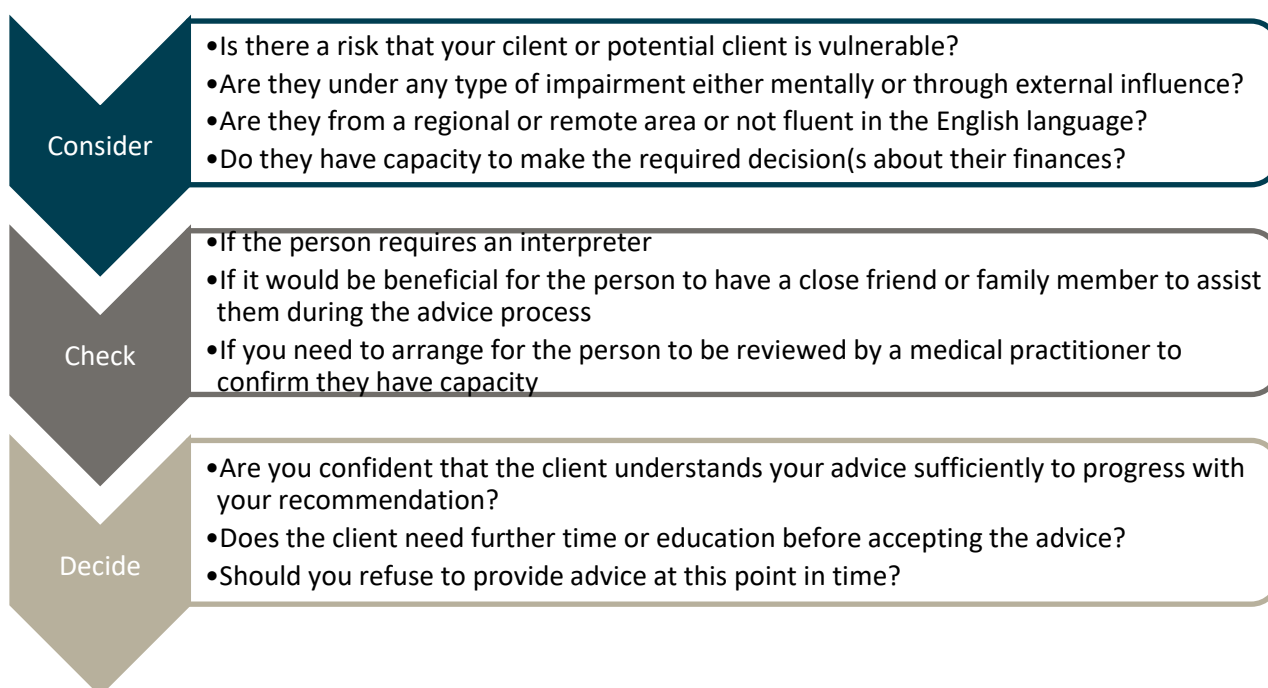 Consider
•Is there a risk that your cilent or potential client is vulnerable?
•Are they under any type of impairment either mentally or through external influence?
•Are they from a regional or remote area or not fluent in the English language?
•Do they have capacity to make the required decision(s about their finances?
Check
•If the person requires an interpreter
•If it would be beneficial for the person to have a close friend or family member to assist
them during the advice process
•If you need to arrange for the person to be reviewed by a medical practitioner to
confirm they have capacity
Decide
•Are you confident that the client understands your advice sufficiently to progress with
your recommendation?
•Does the client need further time or education before accepting the advice?
•Should you refuse to provide advice at this point in time?